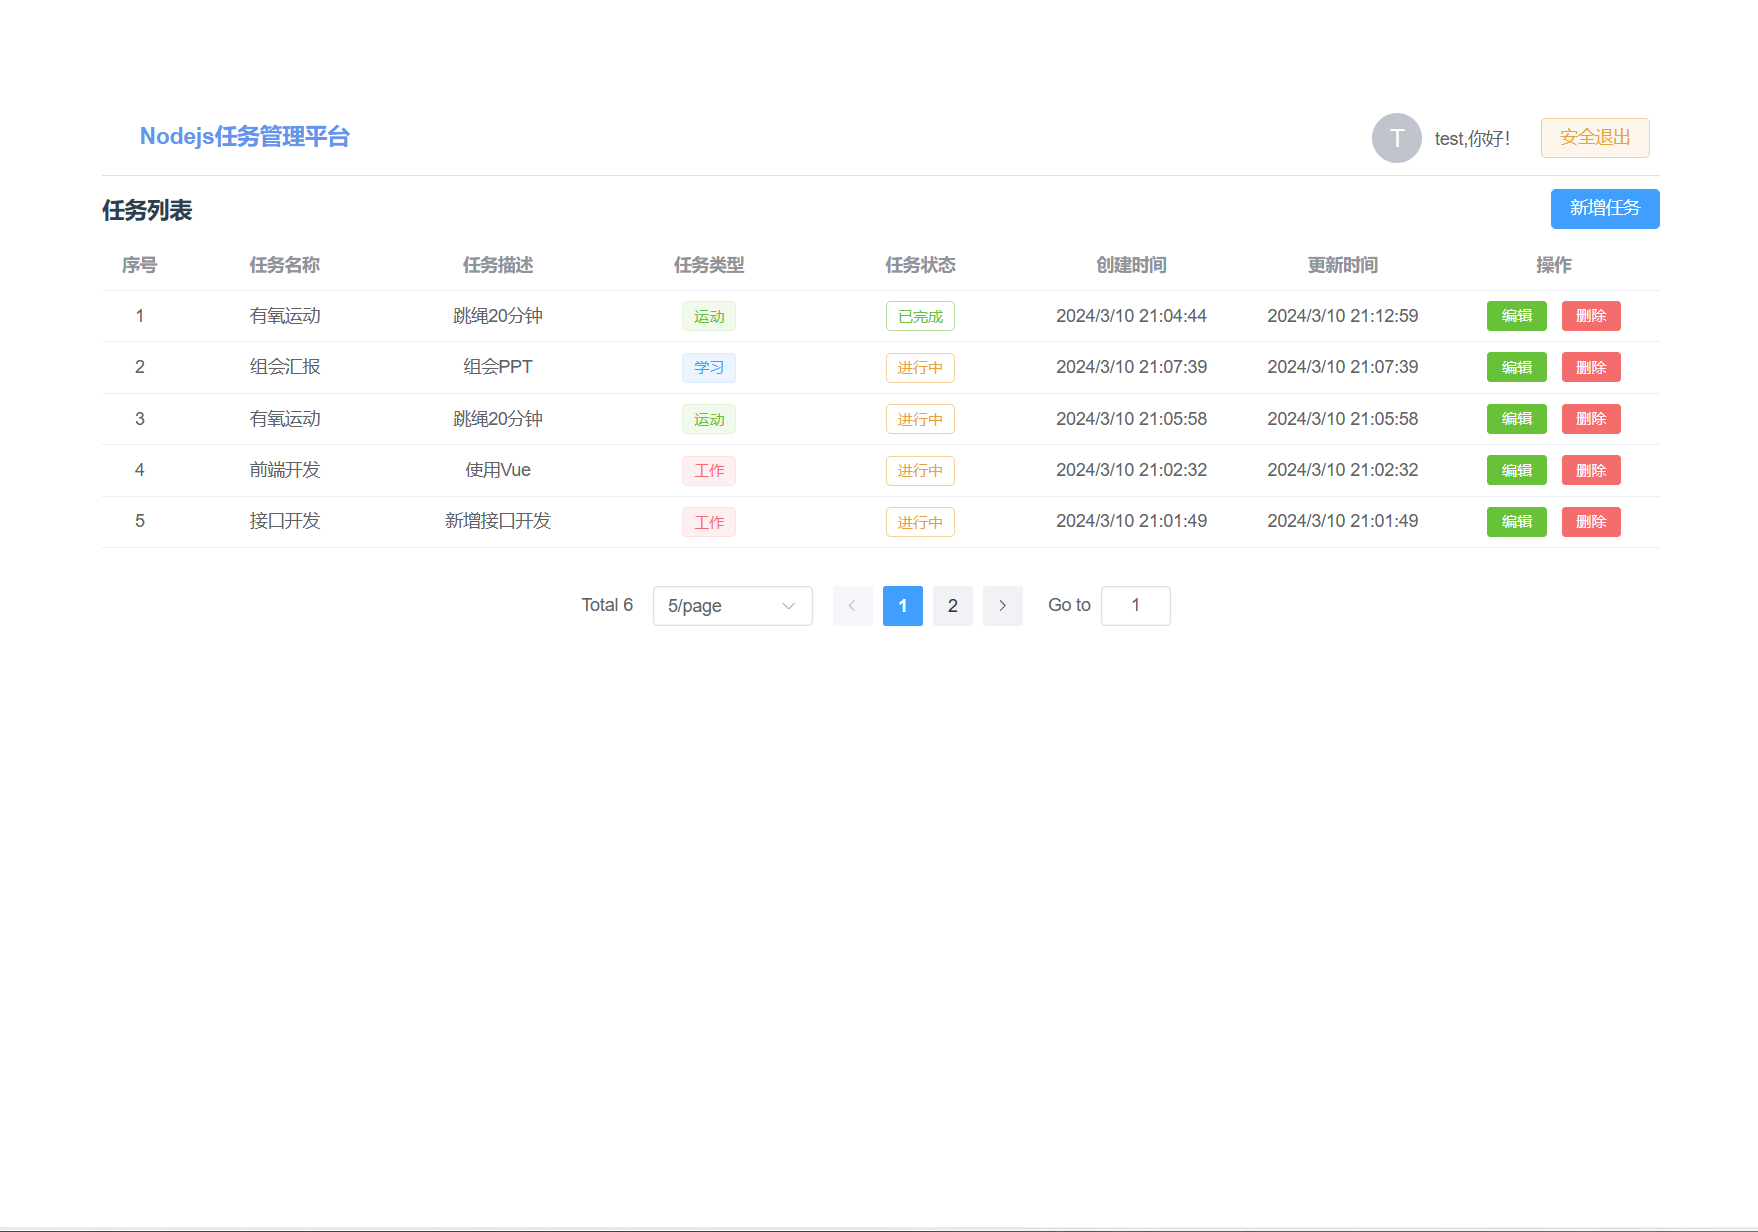 Nodejs任务管理平台
T test,你好! 安全退出
任务列表 新增任务
序号 任务名称 任务描述 任务类型 任务状态 创建时间 更新时间 操作
1 有氧运动 跳绳20分钟 运动 已完成 2024/3/10 21:04:44 2024/3/10 21:12:59 编辑 删除
2 组会汇报 组会PPT 学习 进行中 2024/3/10 21:07:39 2024/3/10 21:07:39 编辑 删除
3 有氧运动 跳绳20分钟 运动 进行中 2024/3/10 21:05:58 2024/3/10 21:05:58 编辑 删除
4 前端开发 使用Vue 工作 进行中 2024/3/10 21:02:32 2024/3/10 21:02:32 编辑 删除
5 接口开发 新增接口开发 工作 进行中 2024/3/10 21:01:49 2024/3/10 21:01:49 编辑 删除
Total 6 5/page 1 2 Go to 1